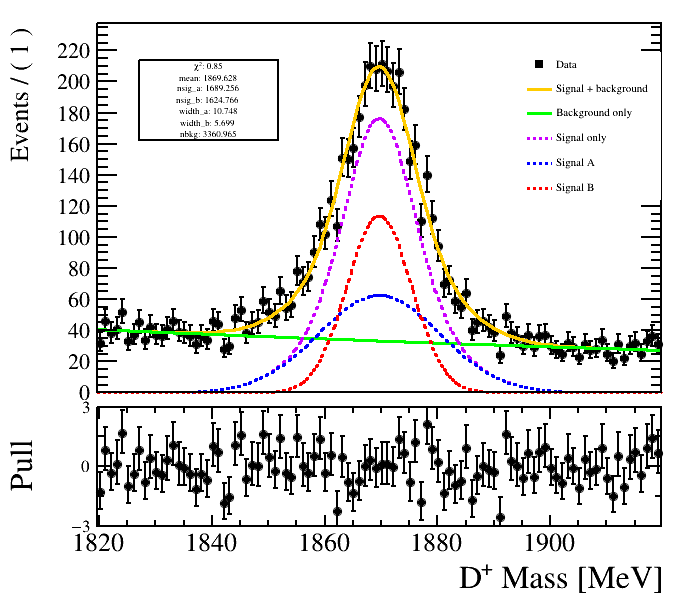 Events / ( 1 )
220
200
180
160
140
120
100
80
60
40
20
0
χ²: 0.85
mean: 1869.628
nsig_a: 1689.256
nsig_b: 1624.766
width_a: 10.748
width_b: 5.699
nbkg: 3360.965
Data
Signal + background
Background only
Signal only
Signal A
Signal B
Pull
3
0
−3
1820 1840 1860 1880 1900
D⁺ Mass [MeV]